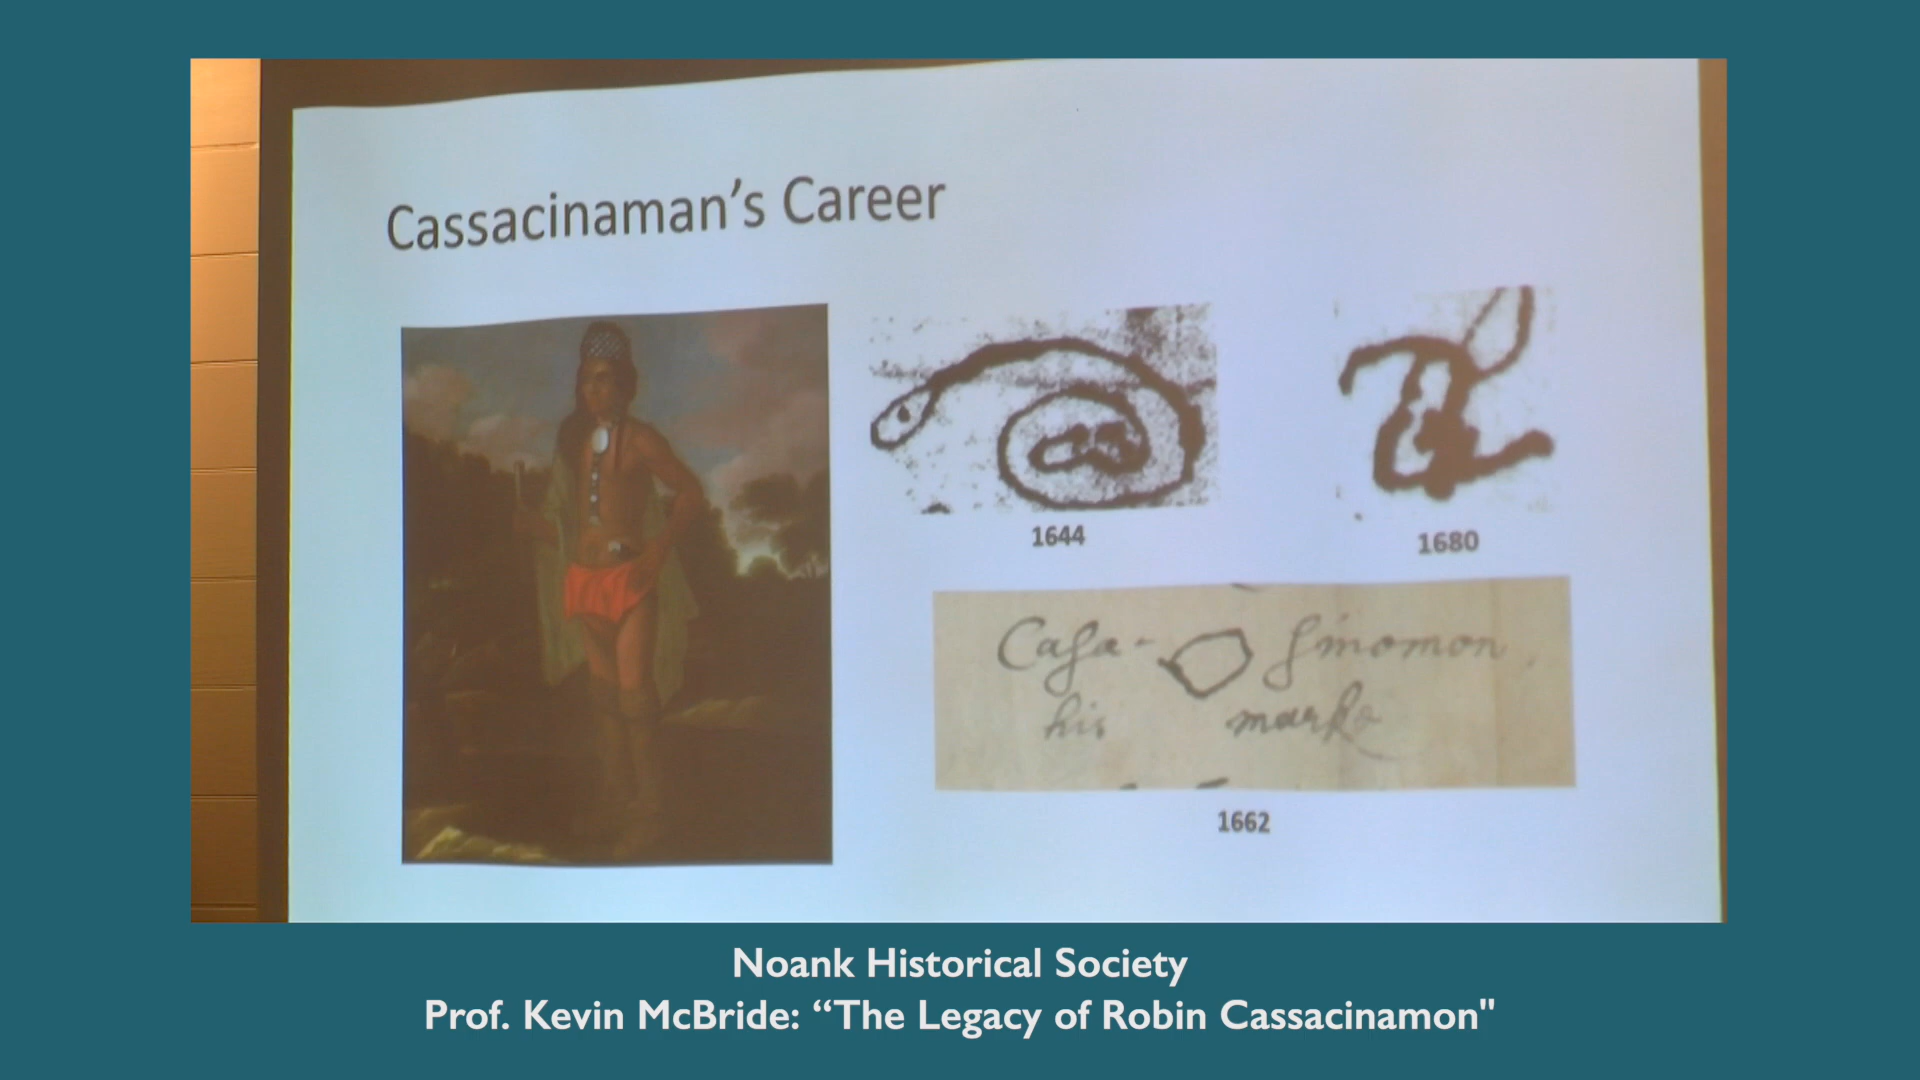 Cassacinaman's Career
1644
1680
Casa- Sinomon
his marke
1662
Noank Historical Society
Prof. Kevin McBride: “The Legacy of Robin Cassacinamon"